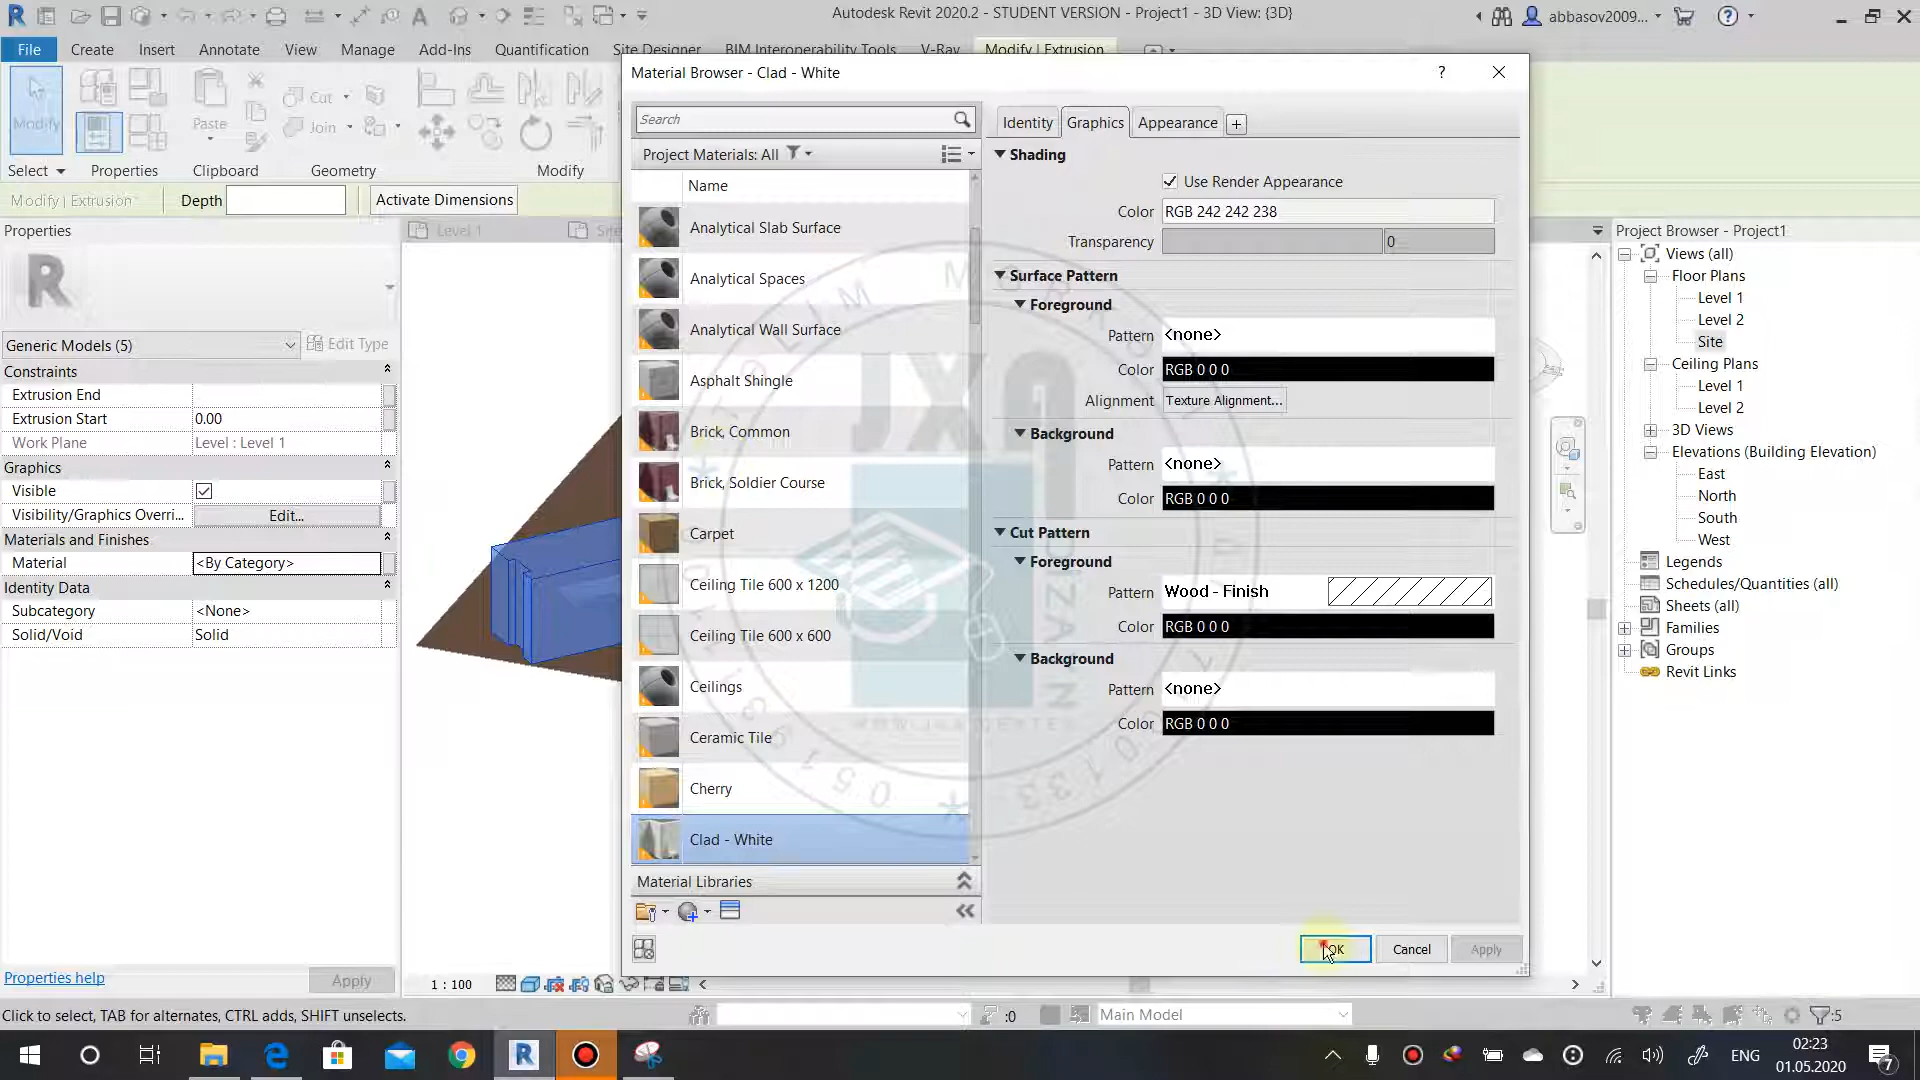 Autodesk Revit 2020.2 - STUDENT VERSION - Project1 - 3D View: {3D}
abbasov2009...
File Create Insert Annotate View Manage Add-Ins Quantification Site Designer BIM Interoperability Tools V-Ray Modify | Extrusion
Modify
Paste
Cut
Join
Select Properties Clipboard Geometry Modify
Modify | Extrusion Depth Activate Dimensions
Properties
Level 1
Generic Models (5) Edit Type
Constraints
Extrusion End
Extrusion Start 0.00
Work Plane Level : Level 1
Graphics
Visible
Visibility/Graphics Overri... Edit...
Materials and Finishes
Material <By Category>
Identity Data
Subcategory <None>
Solid/Void Solid
Properties help Apply
Material Browser - Clad - White ?
Search
Project Materials: All
Name
Analytical Slab Surface
Analytical Spaces
Analytical Wall Surface
Asphalt Shingle
Brick, Common
Brick, Soldier Course
Carpet
Ceiling Tile 600 x 1200
Ceiling Tile 600 x 600
Ceilings
Ceramic Tile
Cherry
Clad - White
Material Libraries
Identity Graphics Appearance
Shading
Use Render Appearance
Color RGB 242 242 238
Transparency 0
Surface Pattern
Foreground
Pattern <none>
Color RGB 0 0 0
Alignment Texture Alignment...
Background
Pattern <none>
Color RGB 0 0 0
Cut Pattern
Foreground
Pattern Wood - Finish
Color RGB 0 0 0
Background
Pattern <none>
Color RGB 0 0 0
OK Cancel Apply
Project Browser - Project1
Views (all)
Floor Plans
Level 1
Level 2
Site
Ceiling Plans
Level 1
Level 2
3D Views
Elevations (Building Elevation)
East
North
South
West
Legends
Schedules/Quantities (all)
Sheets (all)
Families
Groups
Revit Links
1 : 100
Click to select, TAB for alternates, CTRL adds, SHIFT unselects.
:0
Main Model
:5
ENG
02:23
01.05.2020
7